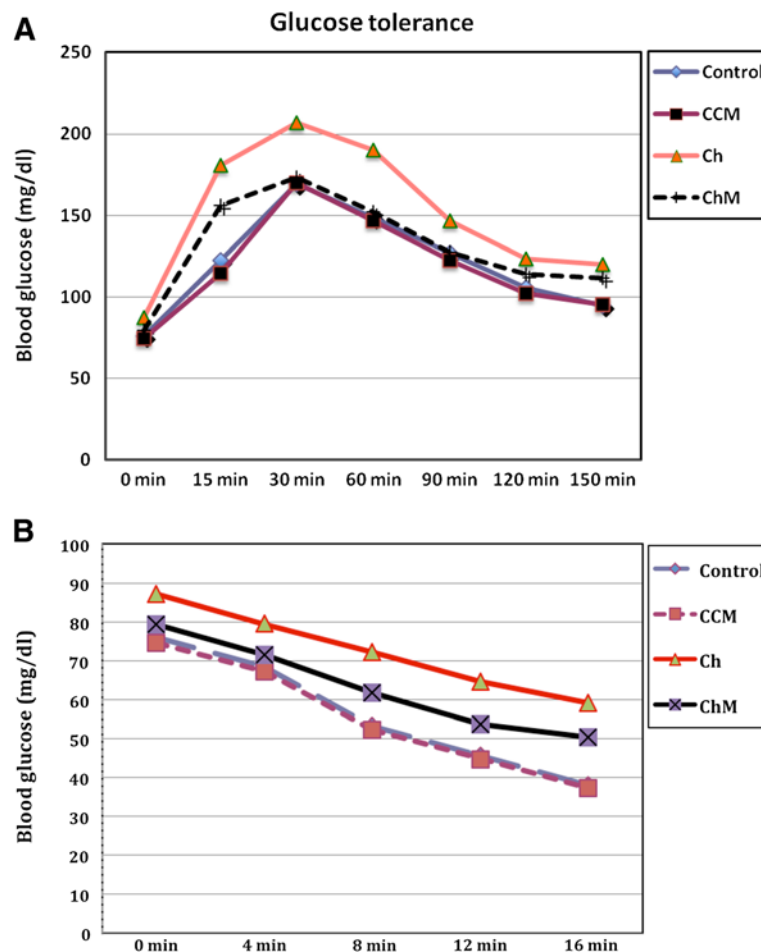 A
Glucose tolerance
Blood glucose (mg/dl)
250
200
150
100
50
0
0 min 15 min 30 min 60 min 90 min 120 min 150 min
Control
CCM
Ch
ChM
B
Blood glucose (mg/dl)
100
90
80
70
60
50
40
30
20
10
0
0 min 4 min 8 min 12 min 16 min
Control
CCM
Ch
ChM